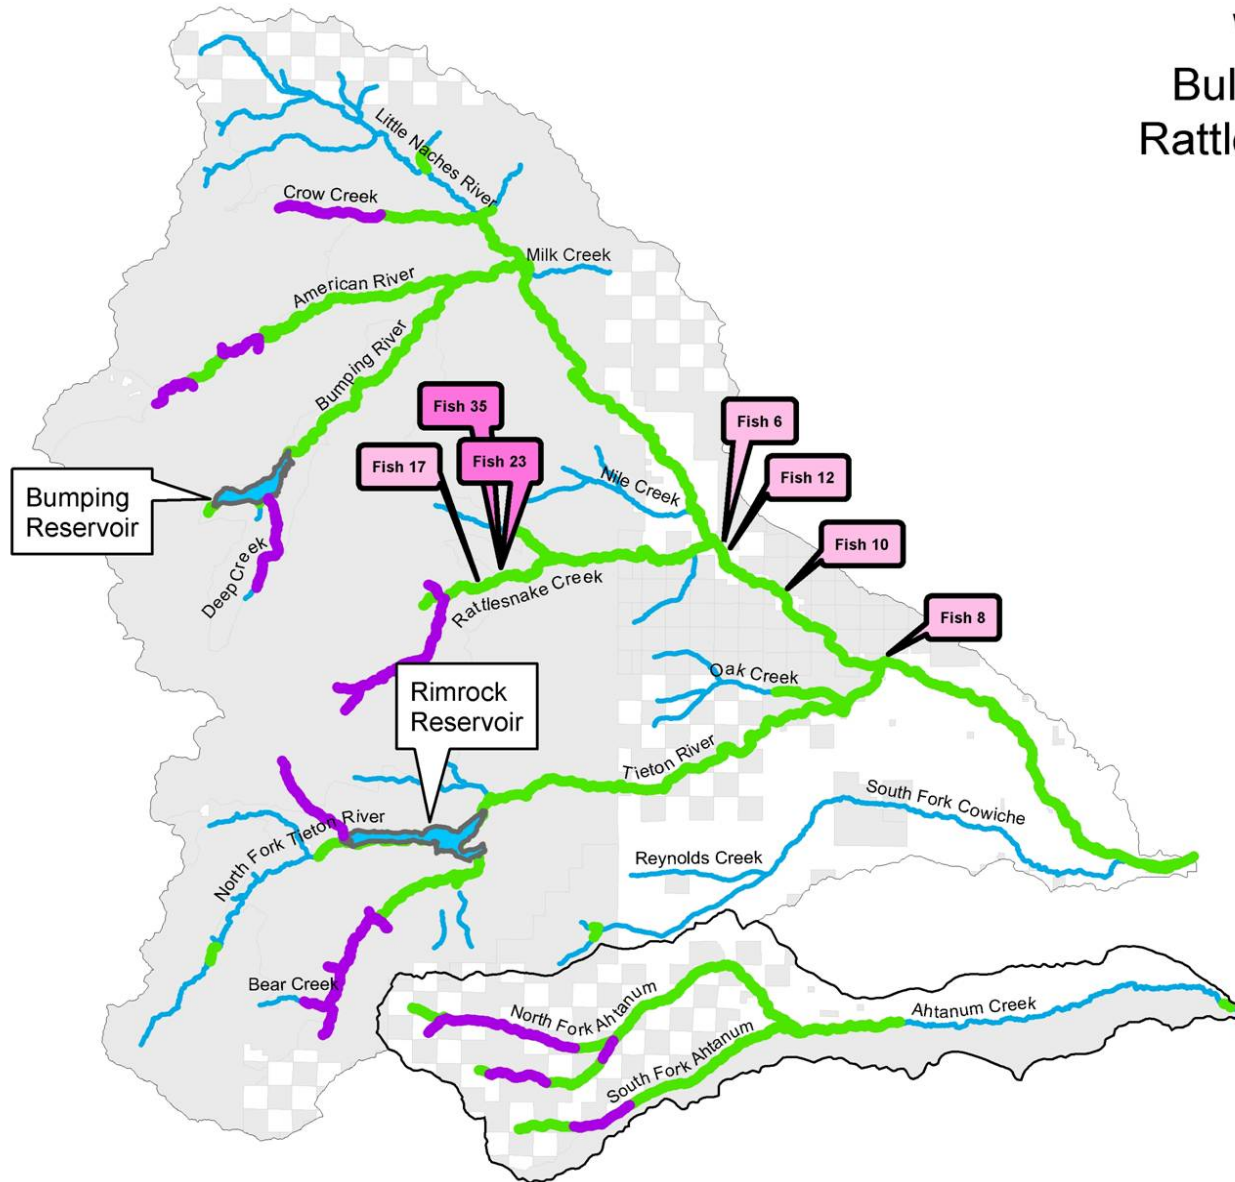 Bul
Rattle
Little Naches River
Crow Creek
Milk Creek
American River
Bumping River
Fish 35
Fish 6
Fish 17
Fish 23
Fish 12
Nile Creek
Bumping
Reservoir
Fish 10
Deep Creek
Rattlesnake Creek
Fish 8
Oak Creek
Rimrock
Reservoir
Tieton River
South Fork Cowiche
North Fork Tieton River
Reynolds Creek
Bear Creek
North Fork Ahtanum
Ahtanum Creek
South Fork Ahtanum